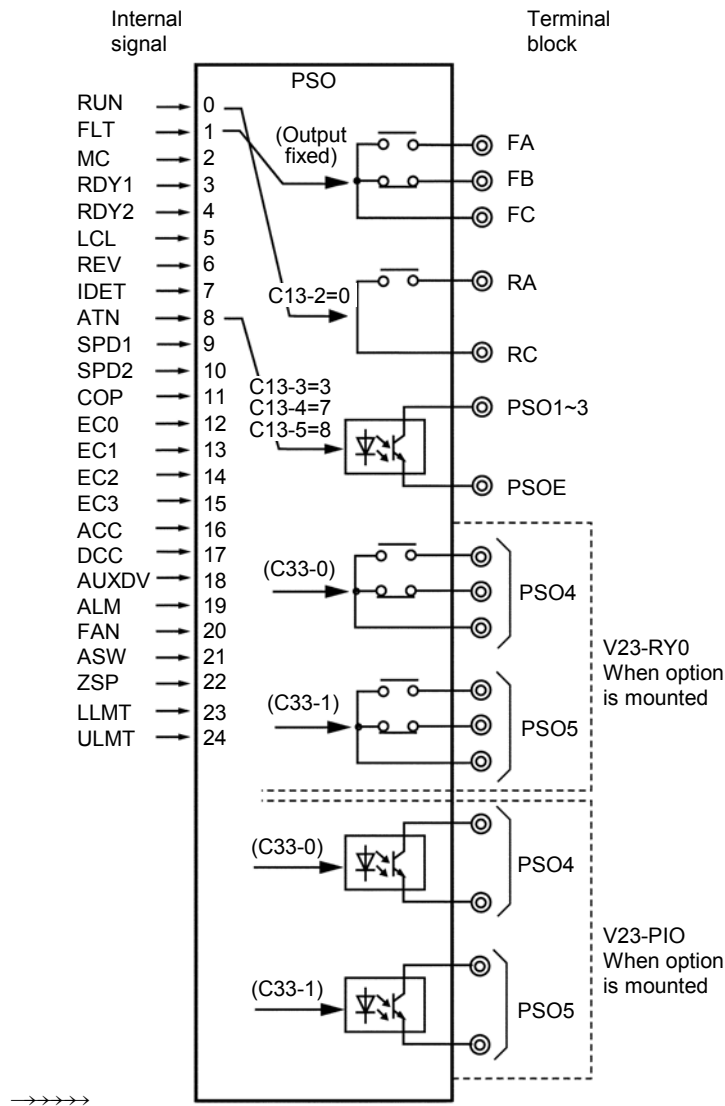 Internal signal
Terminal block
PSO
RUN 0
FLT 1
MC 2
RDY1 3
RDY2 4
LCL 5
REV 6
IDET 7
ATN 8
SPD1 9
SPD2 10
COP 11
EC0 12
EC1 13
EC2 14
EC3 15
ACC 16
DCC 17
AUXDV 18
ALM 19
FAN 20
ASW 21
ZSP 22
LLMT 23
ULMT 24
(Output fixed)
FA
FB
FC
C13-2=0
RA
RC
C13-3=3
C13-4=7
C13-5=8
PSO1~3
PSOE
(C33-0)
PSO4
(C33-1)
PSO5
V23-RY0
When option
is mounted
(C33-0)
PSO4
(C33-1)
PSO5
V23-PIO
When option
is mounted